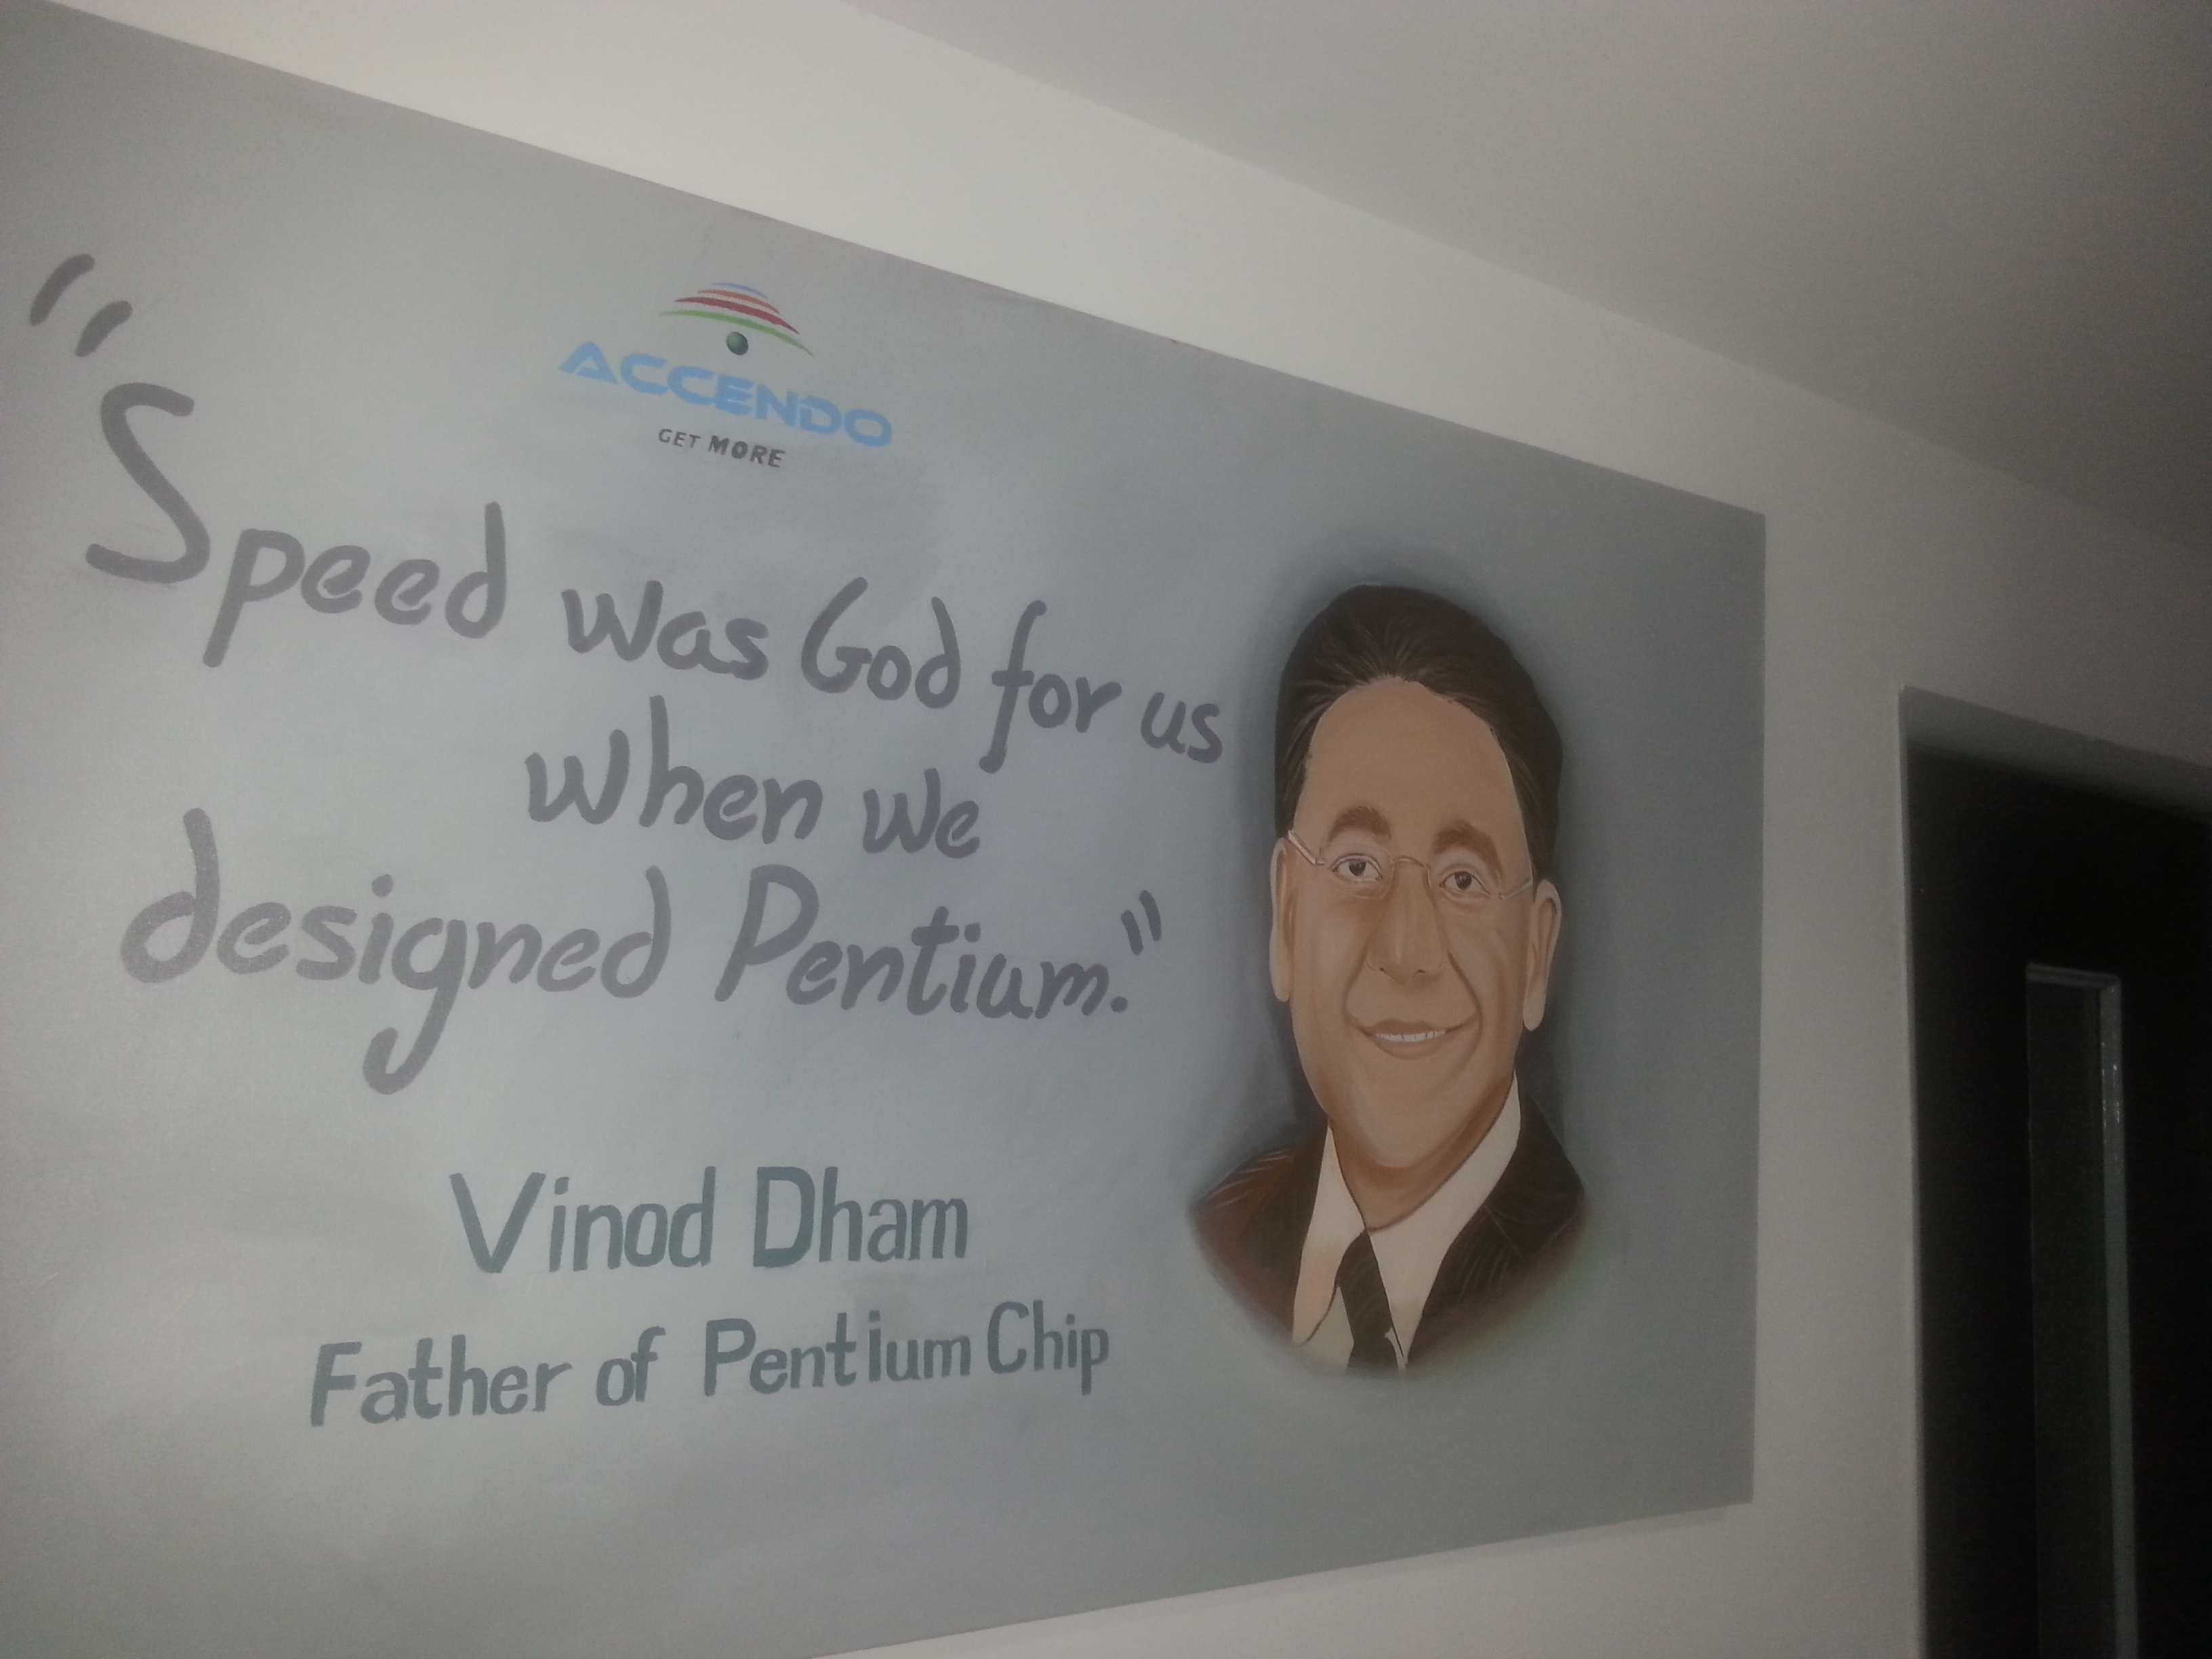 ACCENDO
GET MORE
"Speed was God for us
when we
designed Pentium."
Vinod Dham
Father of Pentium Chip